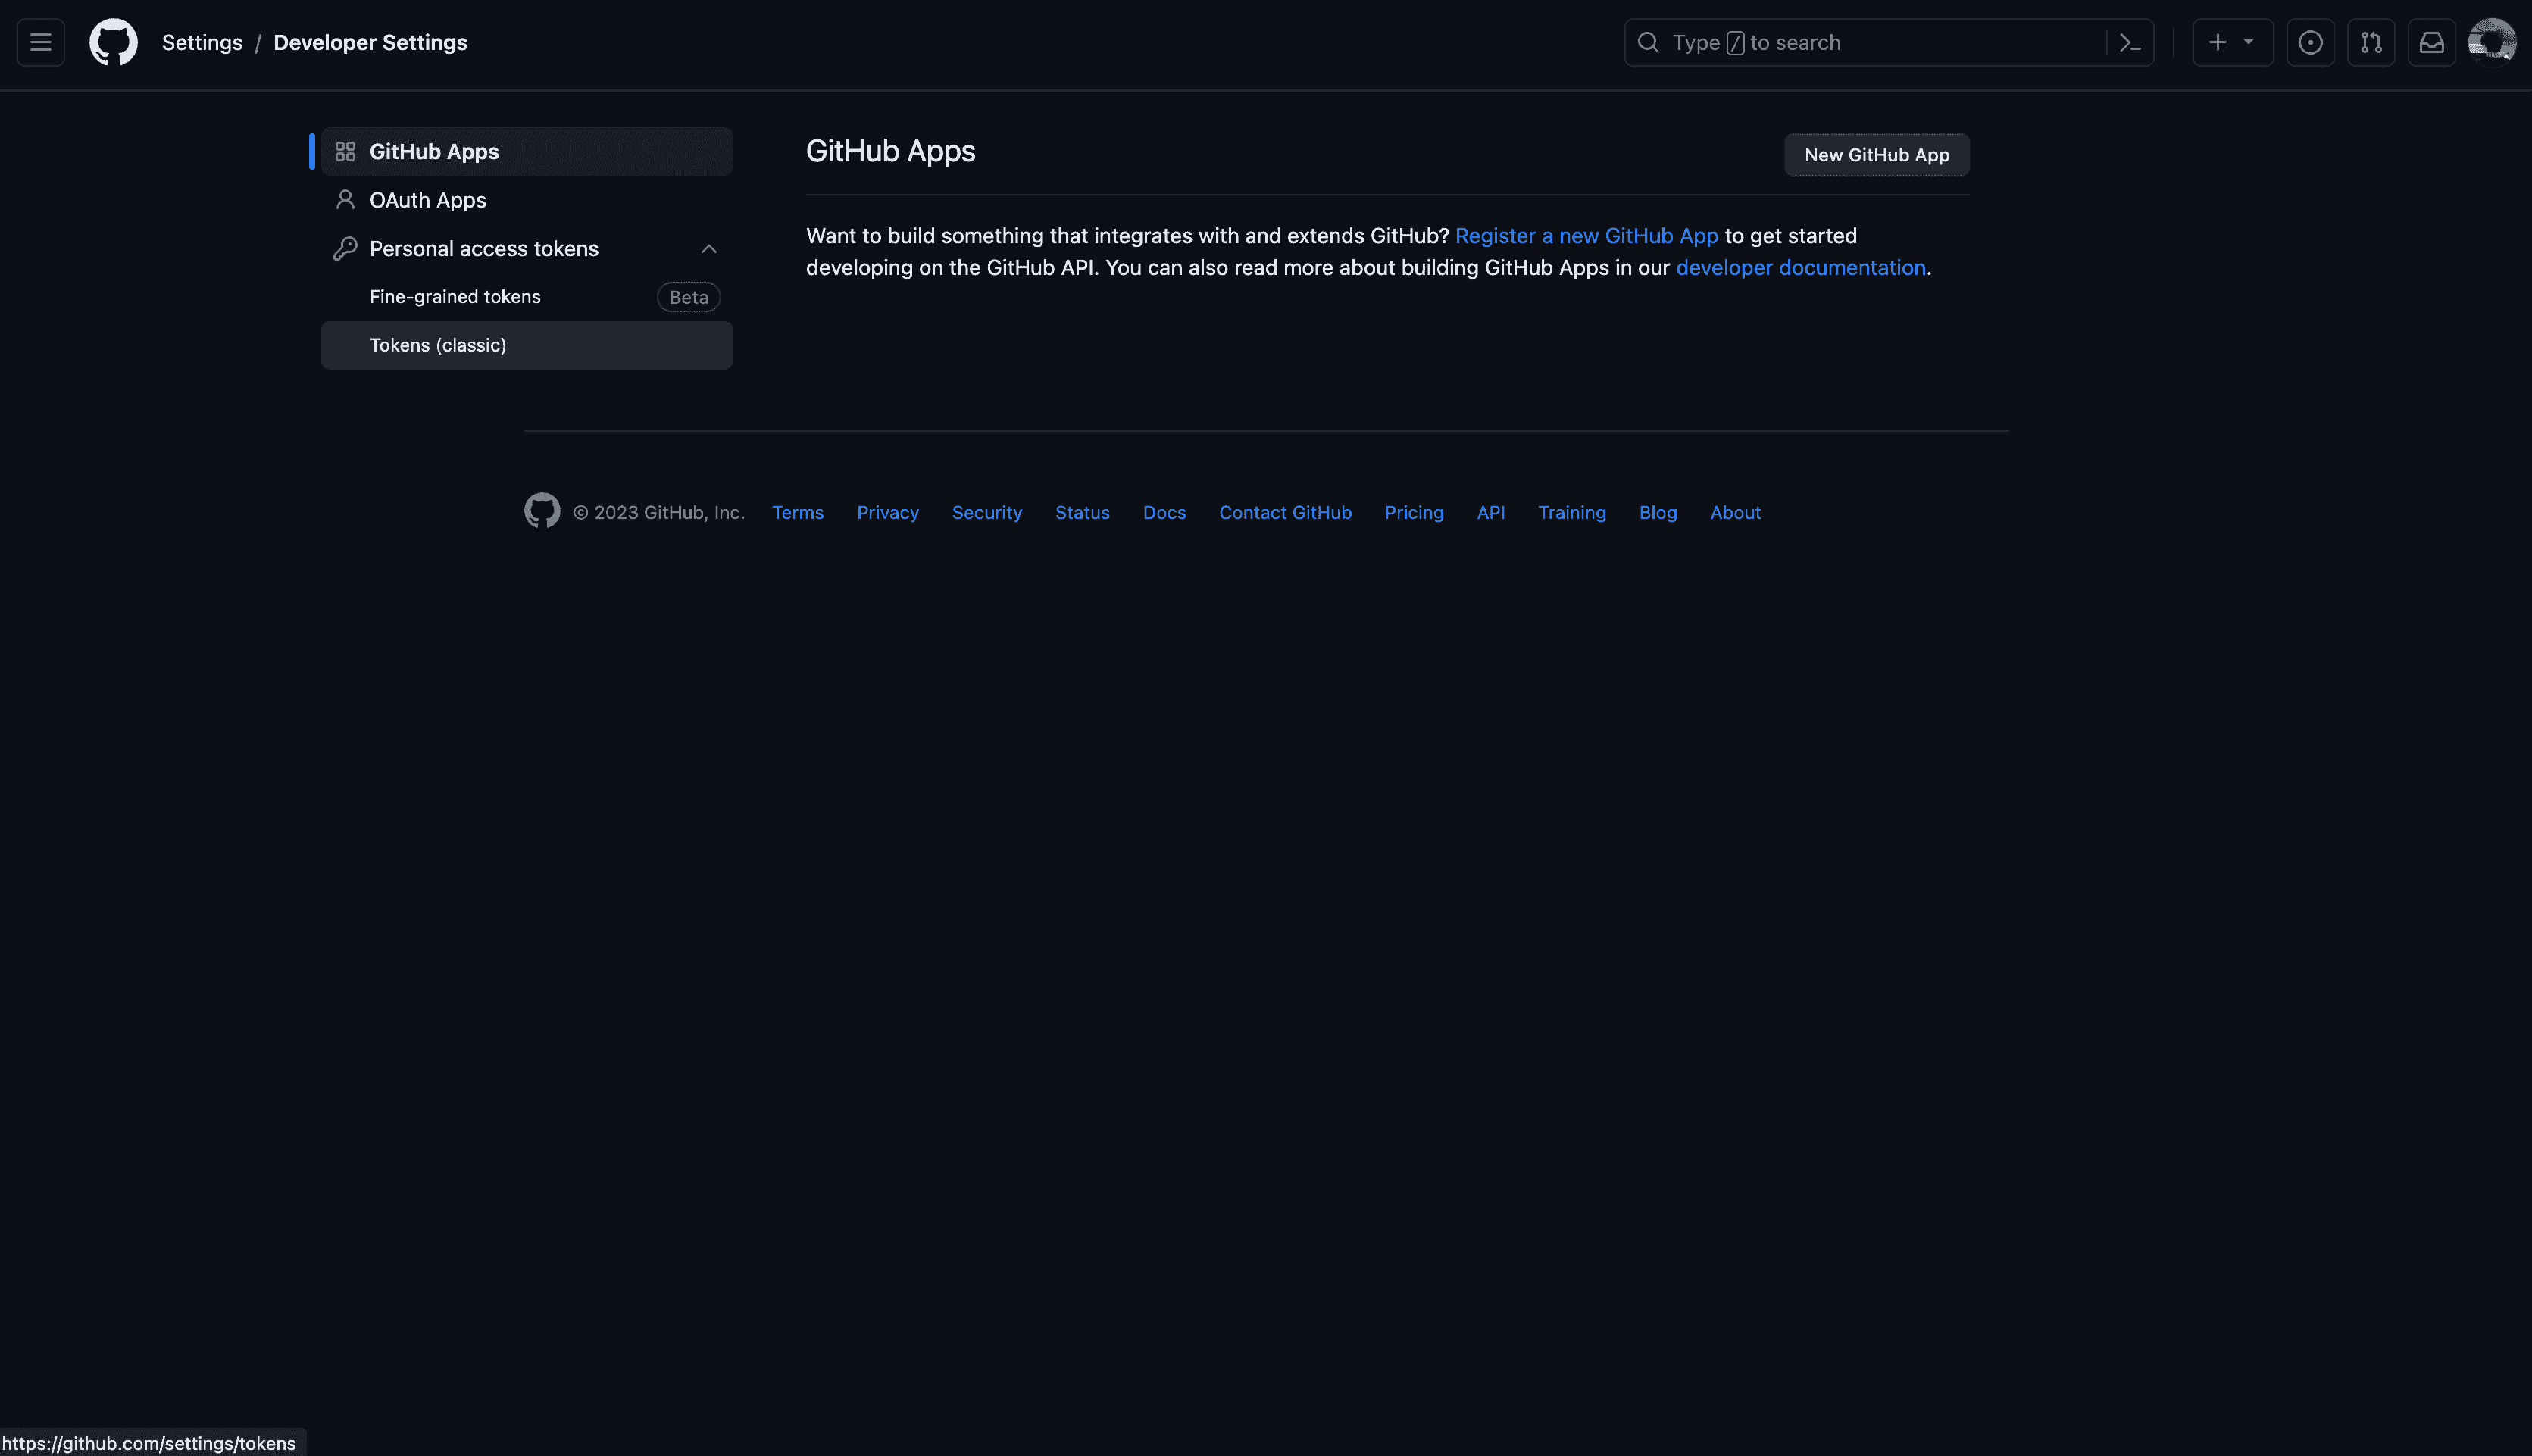 Settings / Developer Settings
Type / to search
GitHub Apps
OAuth Apps
Personal access tokens
Fine-grained tokens Beta
Tokens (classic)
GitHub Apps
New GitHub App
Want to build something that integrates with and extends GitHub? Register a new GitHub App to get started
developing on the GitHub API. You can also read more about building GitHub Apps in our developer documentation.
© 2023 GitHub, Inc. Terms Privacy Security Status Docs Contact GitHub Pricing API Training Blog About
https://github.com/settings/tokens